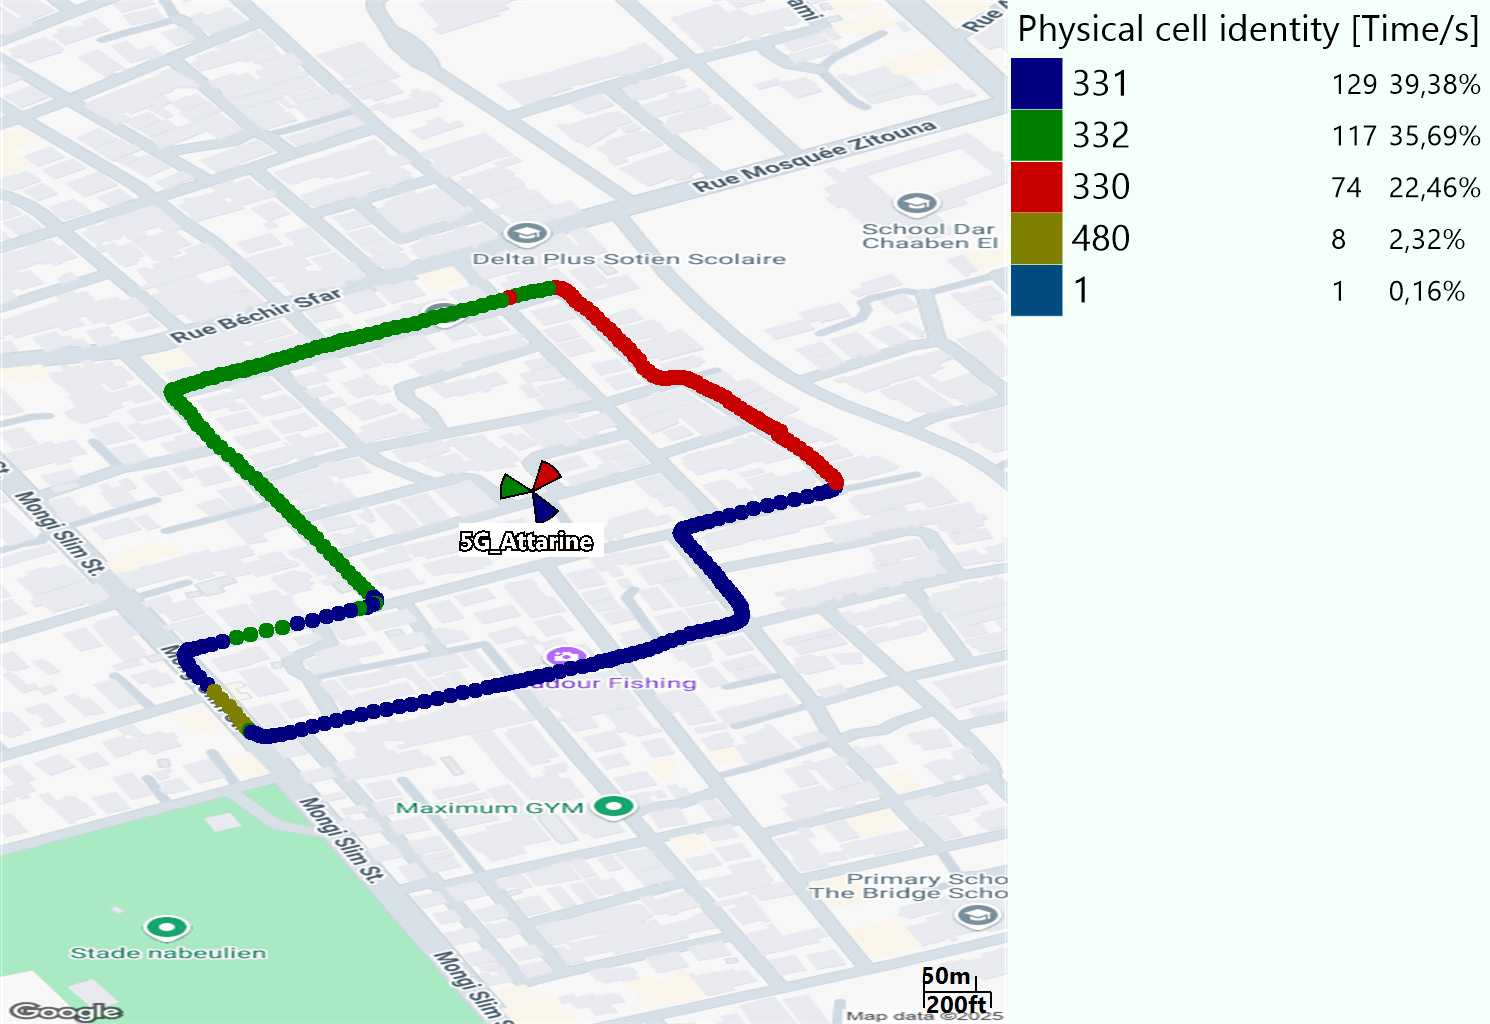 Physical cell identity [Time/s]
331 129 39,38%
332 117 35,69%
330 74 22,46%
480 8 2,32%
1 1 0,16%
Rue
Rue Mosquée Zitouna
School Dar
Chaaben El
Delta Plus Sotien Scolaire
Rue Béchir Sfar
Mongi Slim St.
5G_Attarine
Fishing
Maximum GYM
Mongi Slim St.
Primary Scho
The Bridge Scho
Stade nabeulien
Mongi Slim S
50m
200ft
Google
Map data ©2025